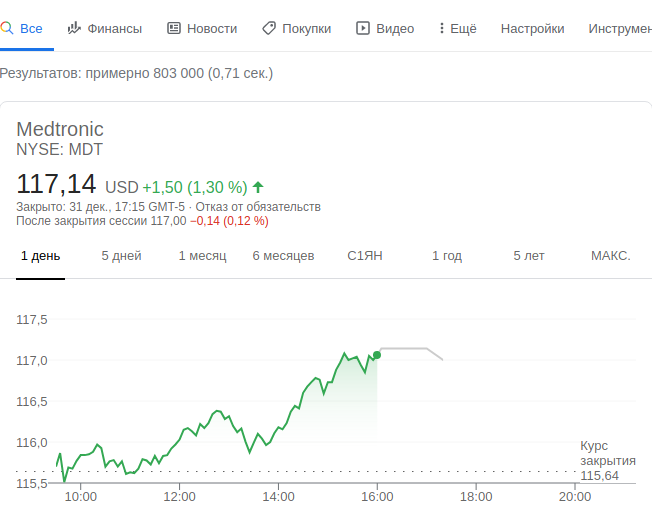 Все Финансы Новости Покупки Видео Ещё Настройки Инструмен
Результатов: примерно 803 000 (0,71 сек.)
Medtronic
NYSE: MDT
117,14 USD +1,50 (1,30 %)
Закрыто: 31 дек., 17:15 GMT-5 · Отказ от обязательств
После закрытия сессии 117,00 −0,14 (0,12 %)
1 день 5 дней 1 месяц 6 месяцев С1ЯН 1 год 5 лет МАКС.
117,5
117,0
116,5
116,0
115,5
Курс
закрытия
115,64
10:00 12:00 14:00 16:00 18:00 20:00